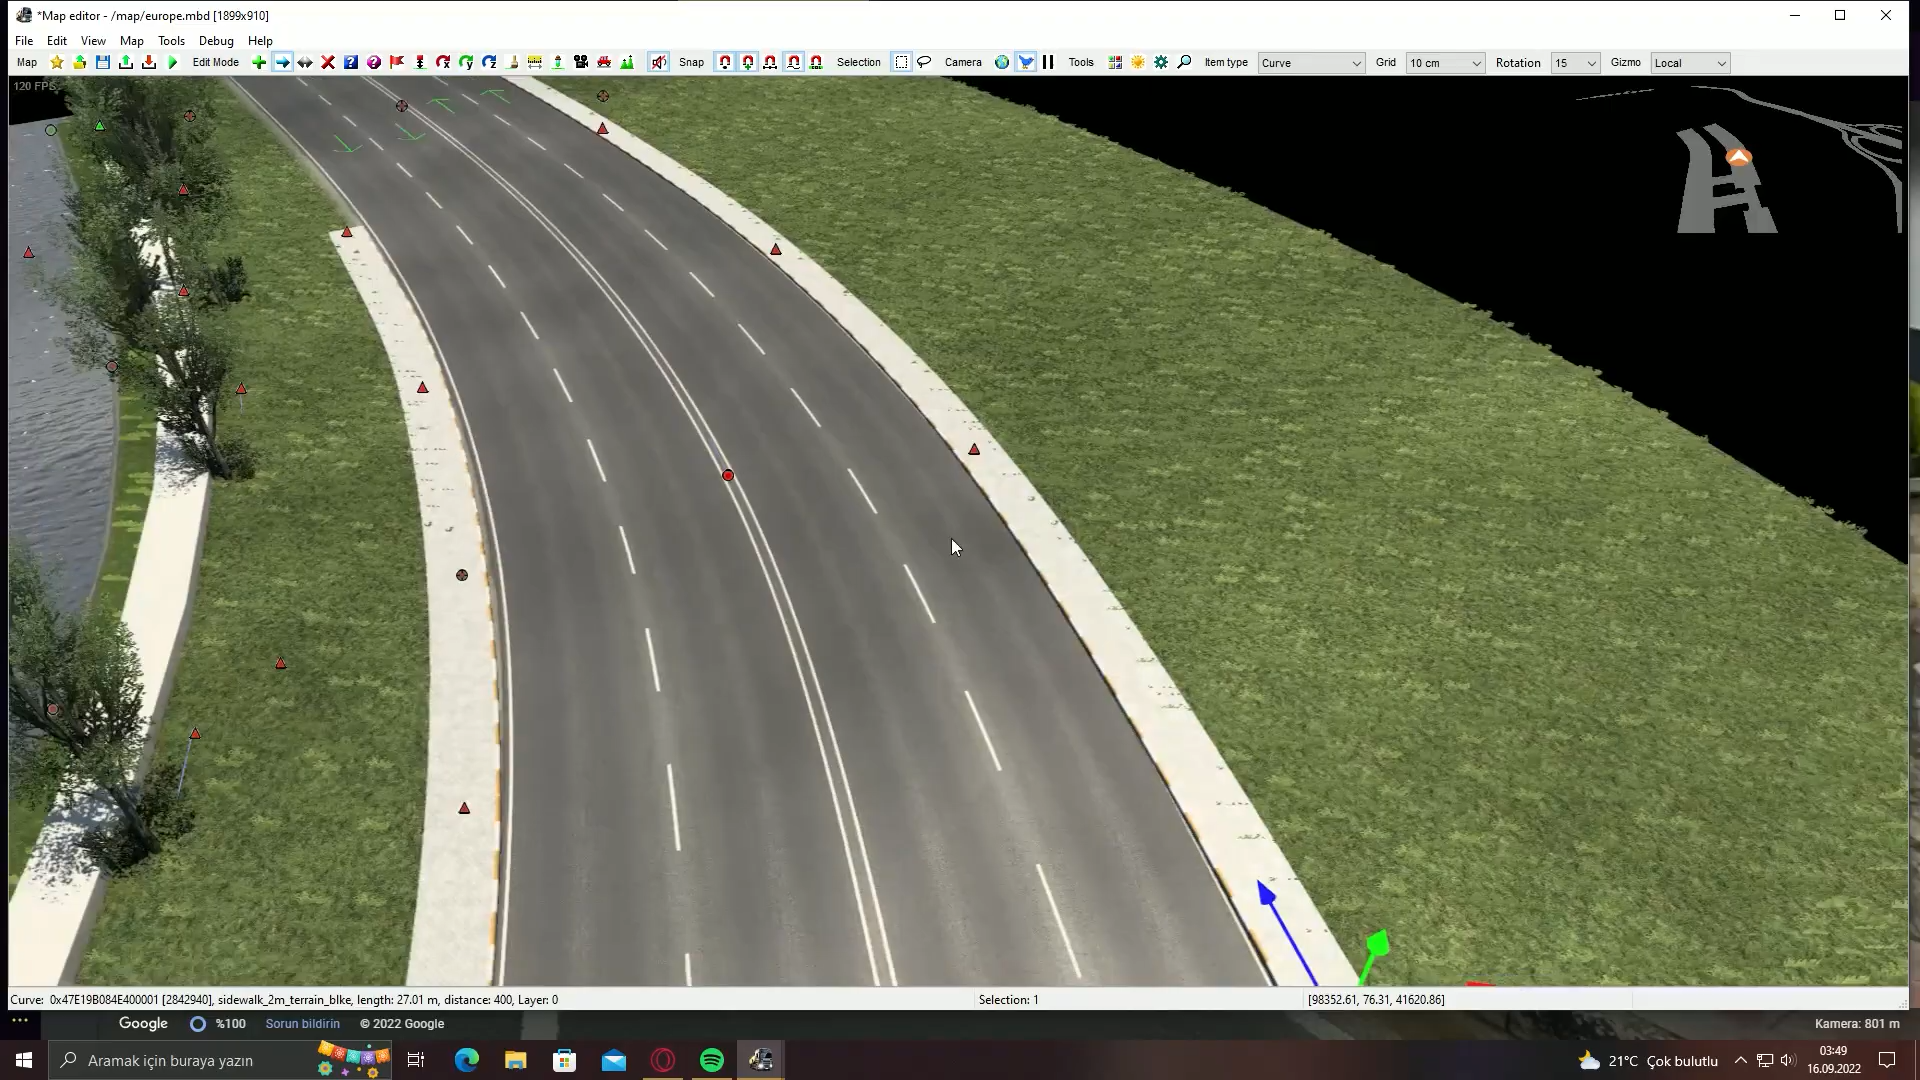 *Map editor - /map/europe.mbd [1899x910]
File Edit View Map Tools Debug Help
Map Edit Mode Snap Selection Camera Tools Item type Curve Grid 10 cm Rotation 15 Gizmo Local
120 FPS
Curve: 0x47E19B084E400001 [2842940], sidewalk_2m_terrain_blke, length: 27.01 m, distance: 400, Layer: 0 Selection: 1 [98352.61, 76.31, 41620.86]
Google %100 Sorun bildirin © 2022 Google Kamera: 801 m
Aramak için buraya yazın 21°C Çok bulutlu 03:49
16.09.2022